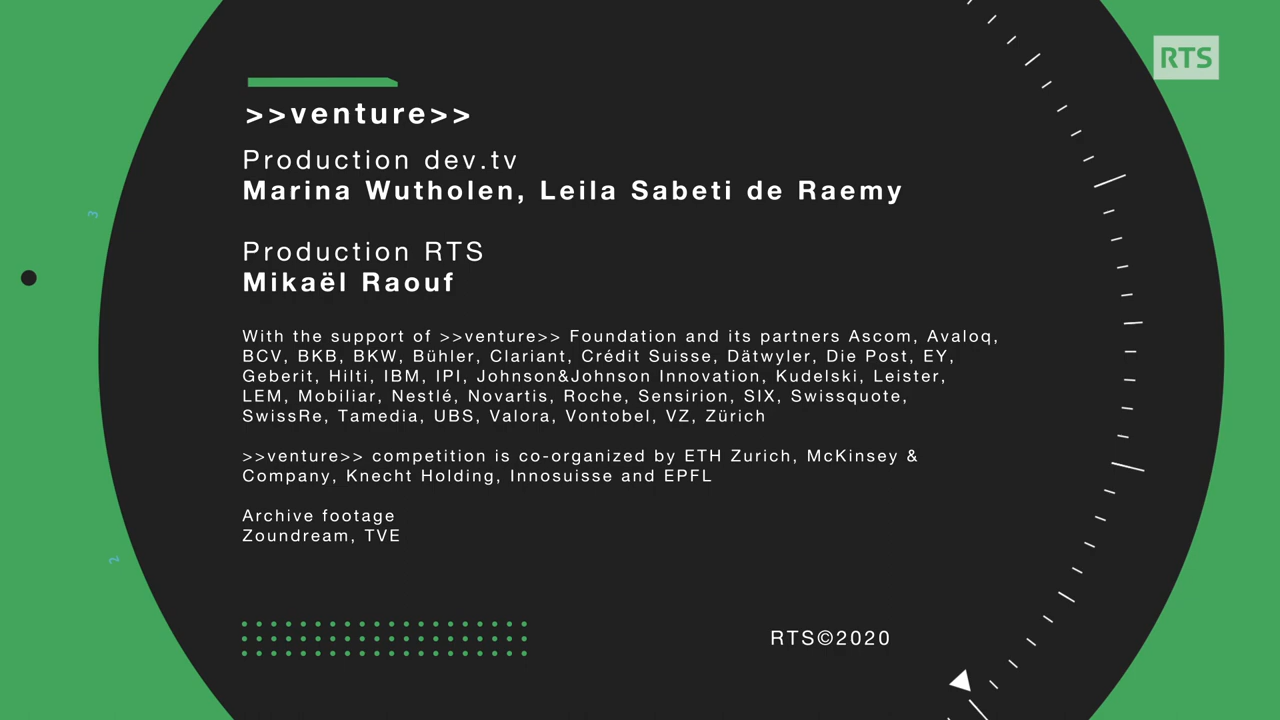 RTS
>>venture>>
Production dev.tv
Marina Wutholen, Leila Sabeti de Raemy
Production RTS
Mikaël Raouf
With the support of >>venture>> Foundation and its partners Ascom, Avaloq,
BCV, BKB, BKW, Bühler, Clariant, Crédit Suisse, Dätwyler, Die Post, EY,
Geberit, Hilti, IBM, IPI, Johnson&Johnson Innovation, Kudelski, Leister,
LEM, Mobiliar, Nestlé, Novartis, Roche, Sensirion, SIX, Swissquote,
SwissRe, Tamedia, UBS, Valora, Vontobel, VZ, Zürich
>>venture>> competition is co-organized by ETH Zurich, McKinsey &
Company, Knecht Holding, Innosuisse and EPFL
Archive footage
Zoundream, TVE
RTS©2020
3
2